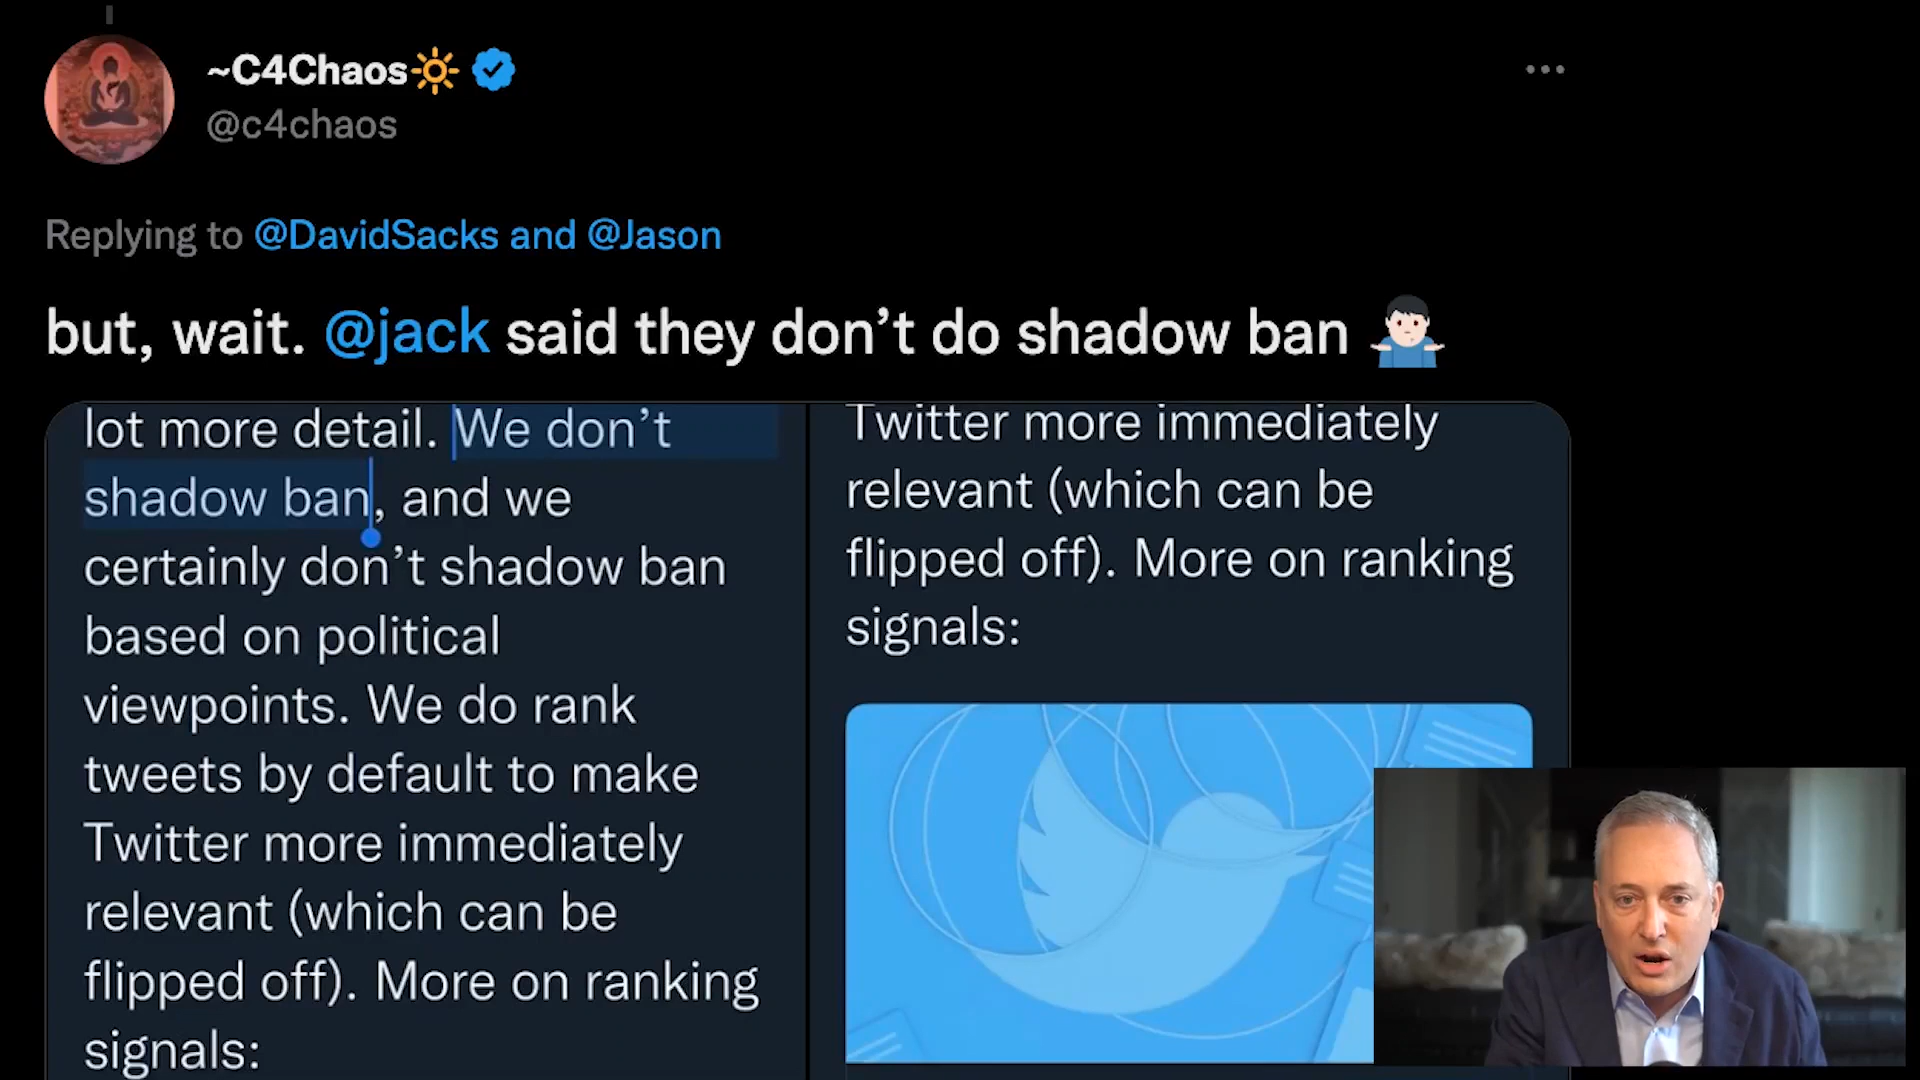 ~C4Chaos
@c4chaos
Replying to @DavidSacks and @Jason
but, wait. @jack said they don’t do shadow ban
lot more detail. We don’t
shadow ban, and we
certainly don’t shadow ban
based on political
viewpoints. We do rank
tweets by default to make
Twitter more immediately
relevant (which can be
flipped off). More on ranking
signals:
Twitter more immediately
relevant (which can be
flipped off). More on ranking
signals: